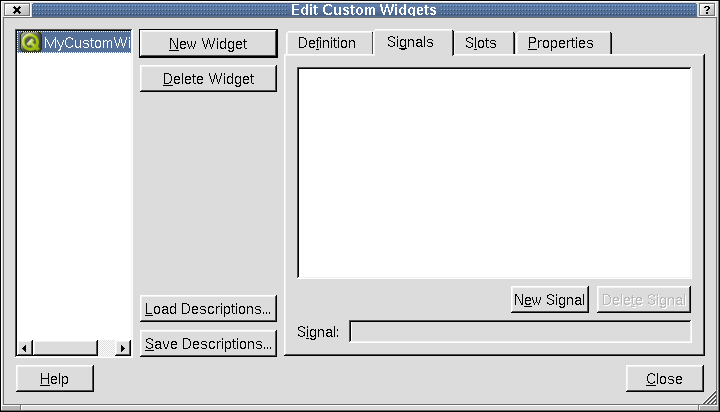 Edit Custom Widgets
?
MyCustomWi
New Widget
Delete Widget
Load Descriptions...
Save Descriptions...
Definition
Signals
Slots
Properties
New Signal
Delete Signal
Signal:
Help
Close